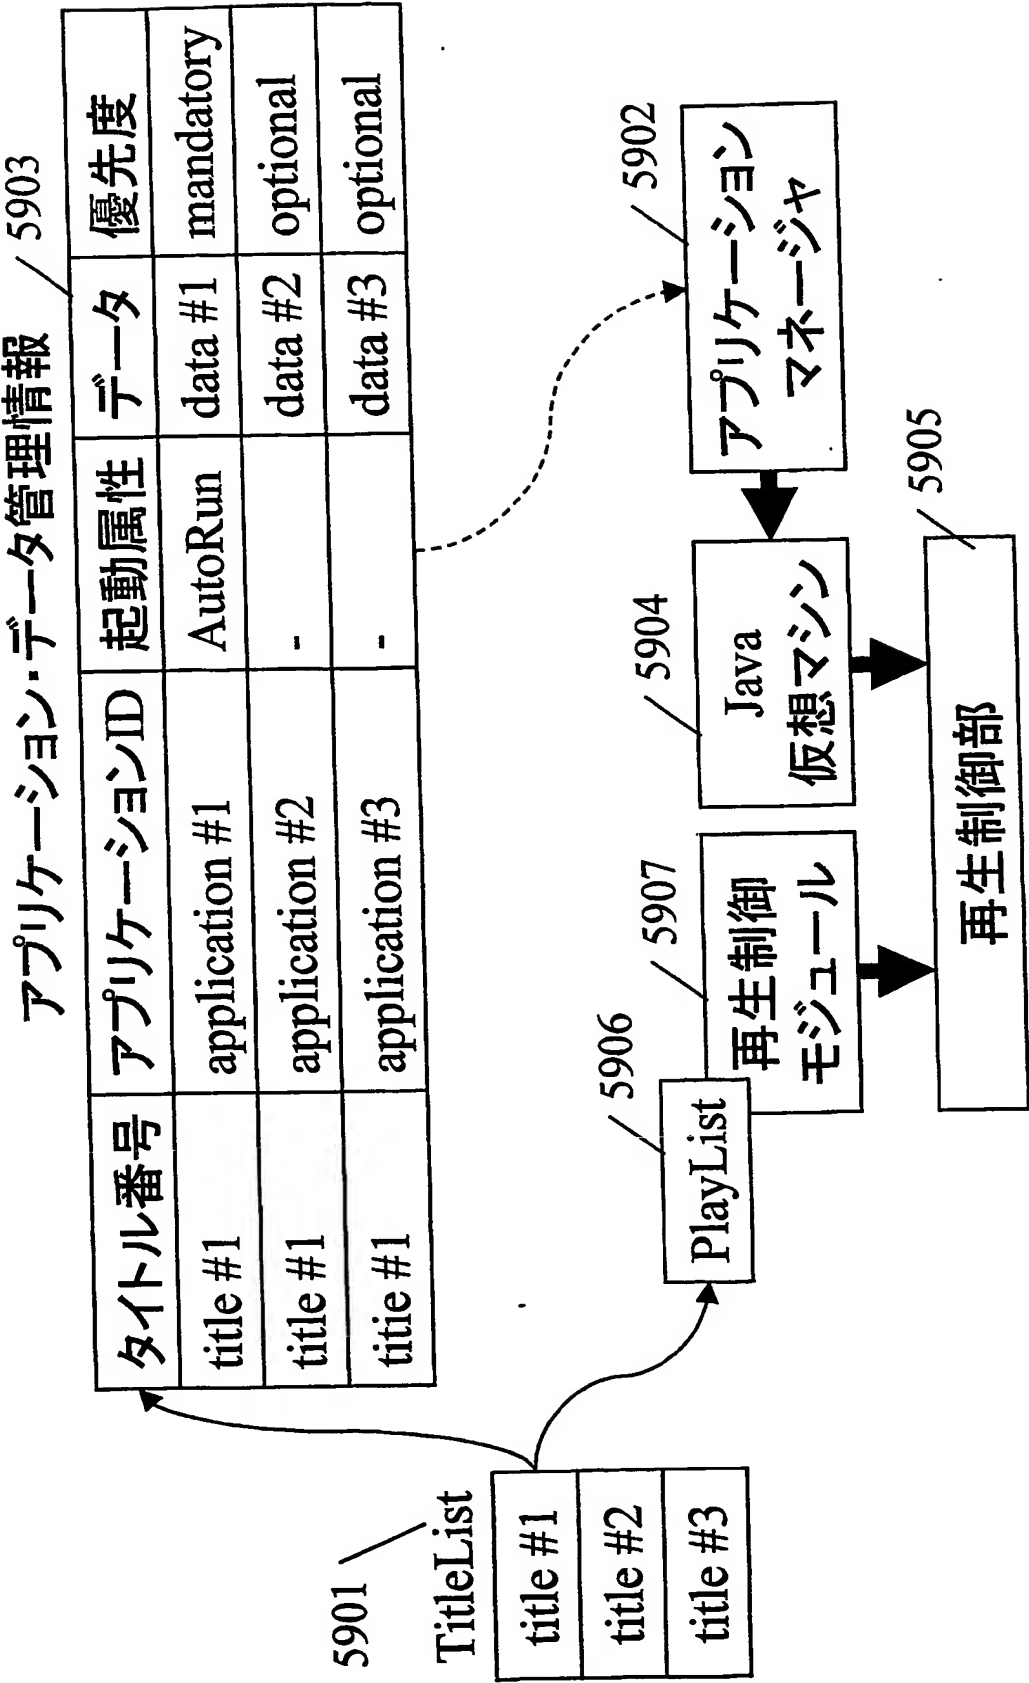 アプリケーション・データ管理情報
5903
タイトル番号 アプリケーションID 起動属性 データ 優先度
title #1 application #1 AutoRun data #1 mandatory
title #1 application #2 - data #2 optional
titie #1 application #3 - data #3 optional
5901
TitleList
title #1
title #2
title #3
5906
PlayList
5907
再生制御
モジュール
5904
Java
仮想マシン
5902
アプリケーション
マネージャ
5905
再生制御部